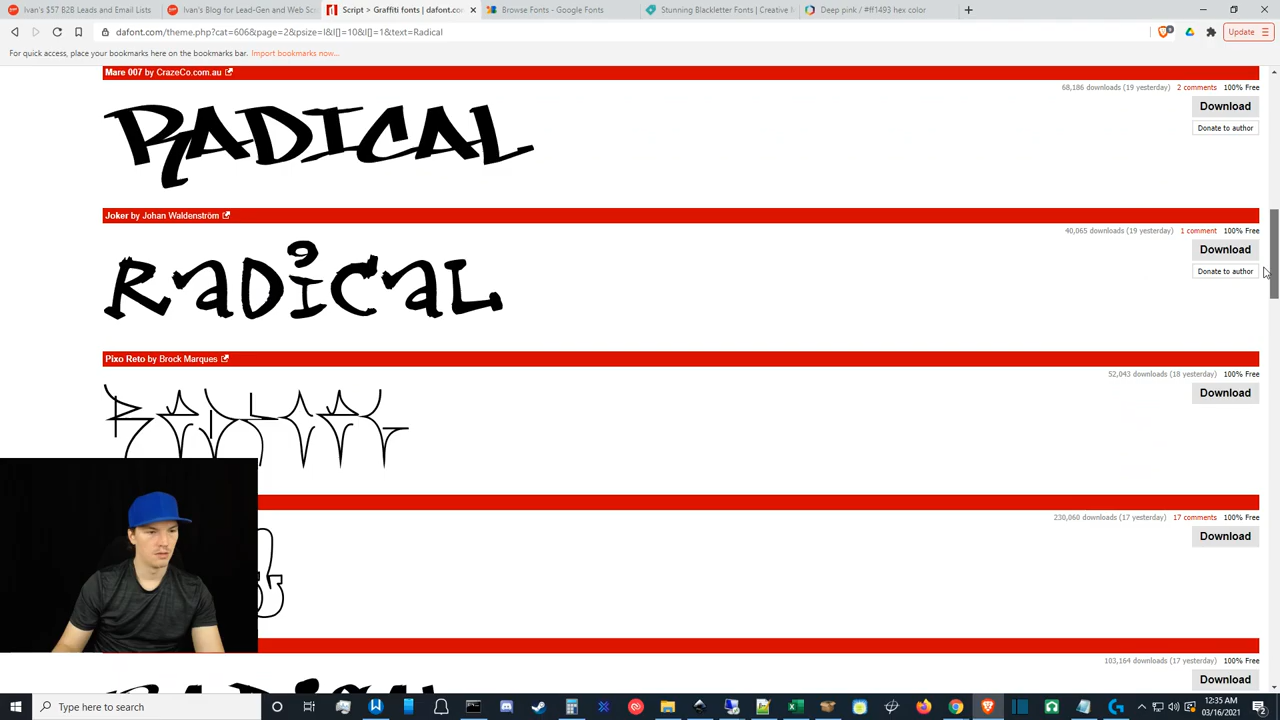 Ivan's $57 B2B Leads and Email Lists
Ivan's Blog for Lead-Gen and Web Scr
Script > Graffiti fonts | dafont.com
Browse Fonts - Google Fonts
Stunning Blackletter Fonts | Creative
Deep pink / #ff1493 hex color
dafont.com/theme.php?cat=606&page=2&psize=l&l[]=10&l[]=1&text=Radical
Update
For quick access, place your bookmarks here on the bookmarks bar. Import bookmarks now...
Mare 007 by CrazeCo.com.au
68,186 downloads (19 yesterday) 2 comments 100% Free
Download
Donate to author
RADICAL
Joker by Johan Waldenström
40,065 downloads (19 yesterday) 1 comment 100% Free
Download
Donate to author
RaDiCaL
Pixo Reto by Brock Marques
52,043 downloads (18 yesterday) 100% Free
Download
230,060 downloads (17 yesterday) 17 comments 100% Free
Download
103,164 downloads (17 yesterday) 100% Free
Download
Type here to search
12:35 AM
03/16/2021